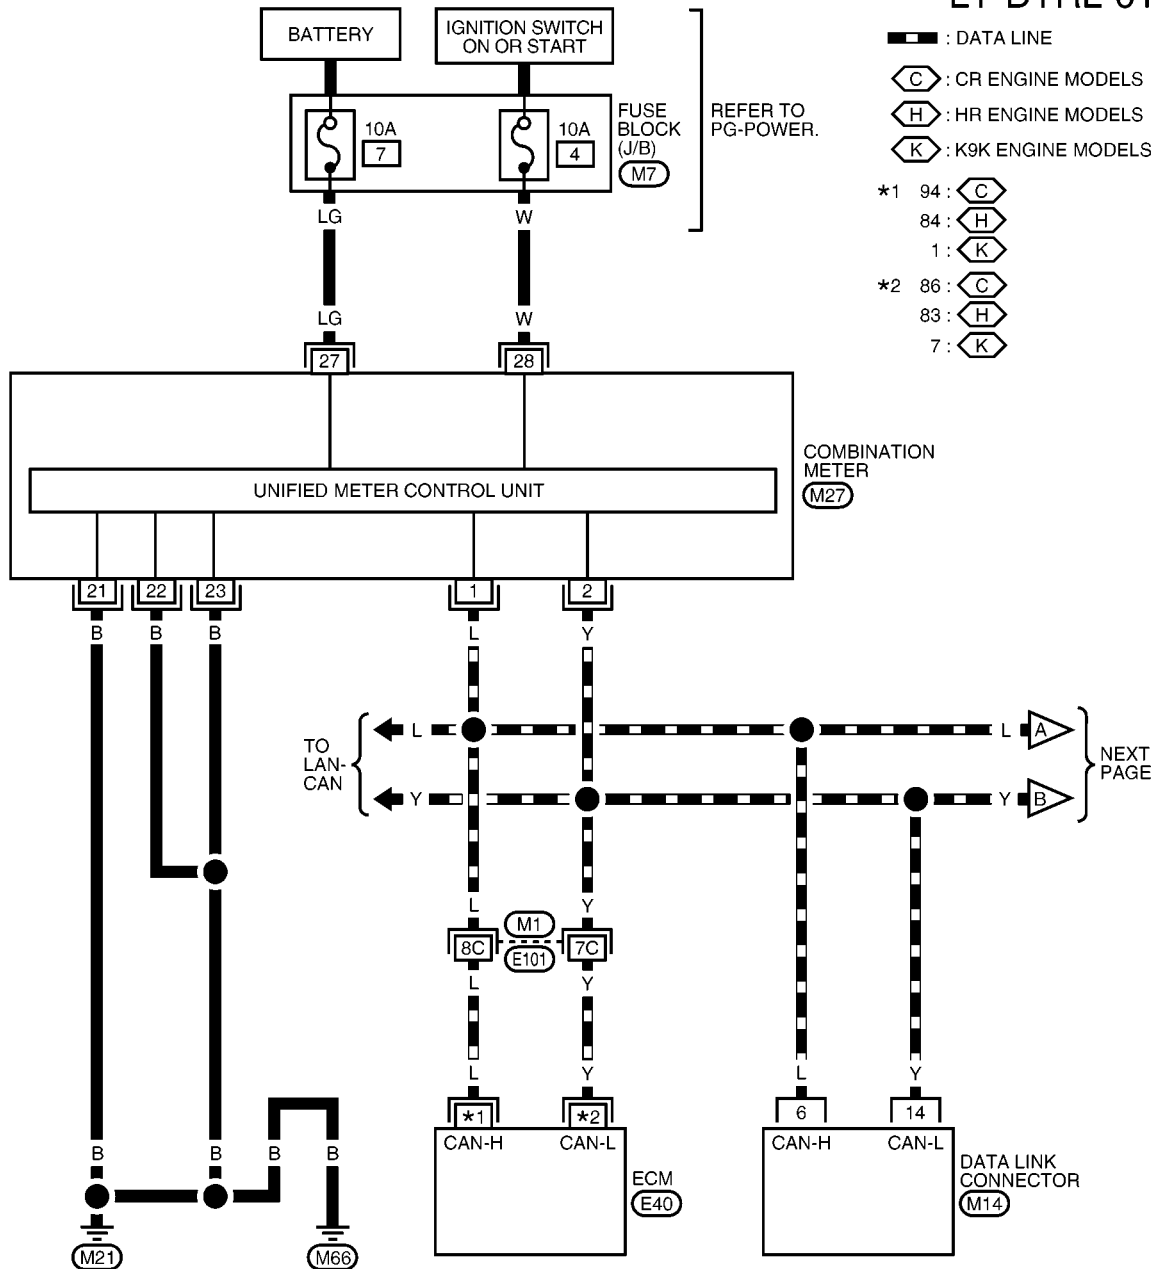 BATTERY
IGNITION SWITCH
ON OR START
: DATA LINE
C : CR ENGINE MODELS
H : HR ENGINE MODELS
K : K9K ENGINE MODELS
*1 94 : C
84 : H
1 : K
*2 86 : C
83 : H
7 : K
10A
7
10A
4
FUSE
BLOCK
(J/B)
M7
REFER TO
PG-POWER.
LG
W
LG
W
27
28
COMBINATION
METER
M27
UNIFIED METER CONTROL UNIT
21
22
23
1
2
B
B
B
L
Y
TO
LAN-
CAN
L
L
A
Y
Y
B
NEXT
PAGE
L
Y
8C
M1
E101
7C
L
Y
L
Y
L
Y
*1
*2
6
14
CAN-H
CAN-L
CAN-H
CAN-L
ECM
E40
DATA LINK
CONNECTOR
M14
B
B
B
B
M21
M66